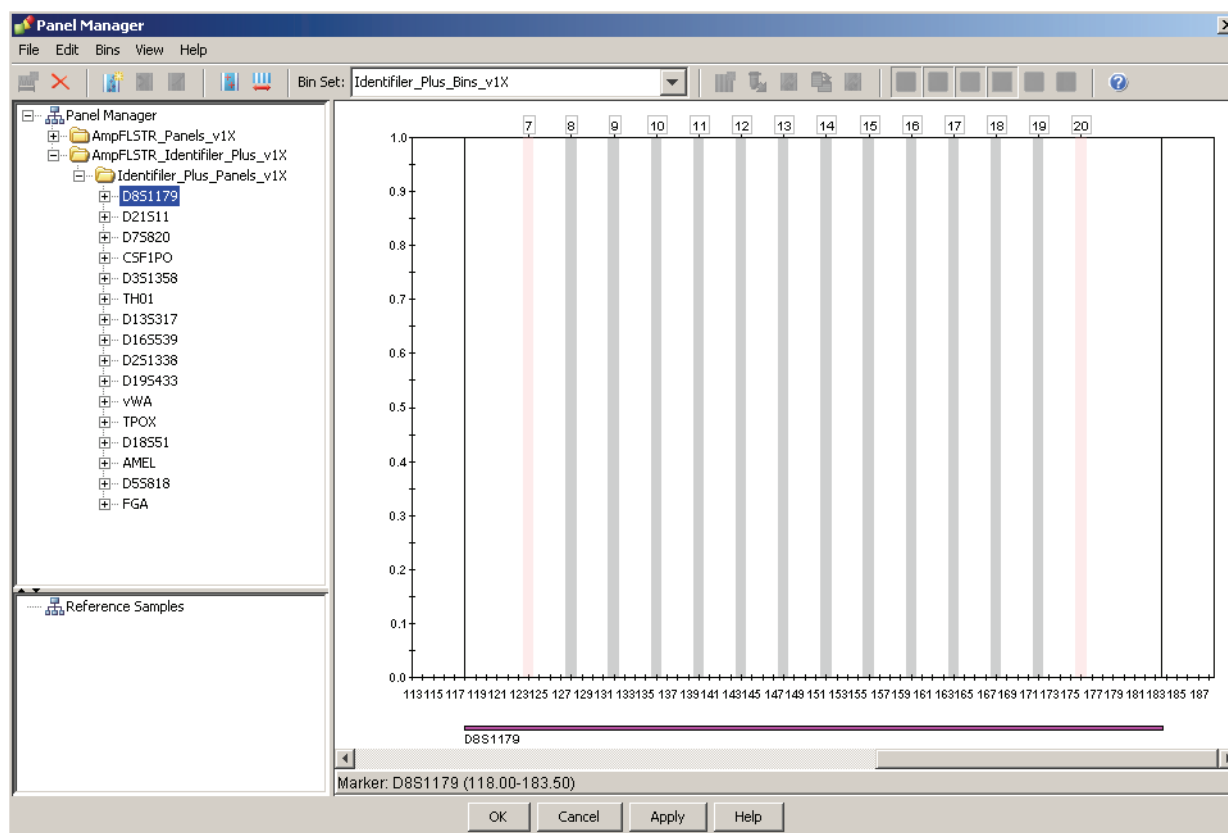 Panel Manager
File Edit Bins View Help
Bin Set: Identifiler_Plus_Bins_v1X
Panel Manager
AmpFLSTR_Panels_v1X
AmpFLSTR_Identifiler_Plus_v1X
Identifiler_Plus_Panels_v1X
D8S1179
D21S11
D7S820
CSF1PO
D3S1358
TH01
D13S317
D16S539
D2S1338
D19S433
vWA
TPOX
D18S51
AMEL
D5S818
FGA
Reference Samples
7 8 9 10 11 12 13 14 15 16 17 18 19 20
1.0
0.9
0.8
0.7
0.6
0.5
0.4
0.3
0.2
0.1
0.0
113 115 117 119 121 123 125 127 129 131 133 135 137 139 141 143 145 147 149 151 153 155 157 159 161 163 165 167 169 171 173 175 177 179 181 183 185 187
D8S1179
Marker: D8S1179 (118.00-183.50)
OK Cancel Apply Help